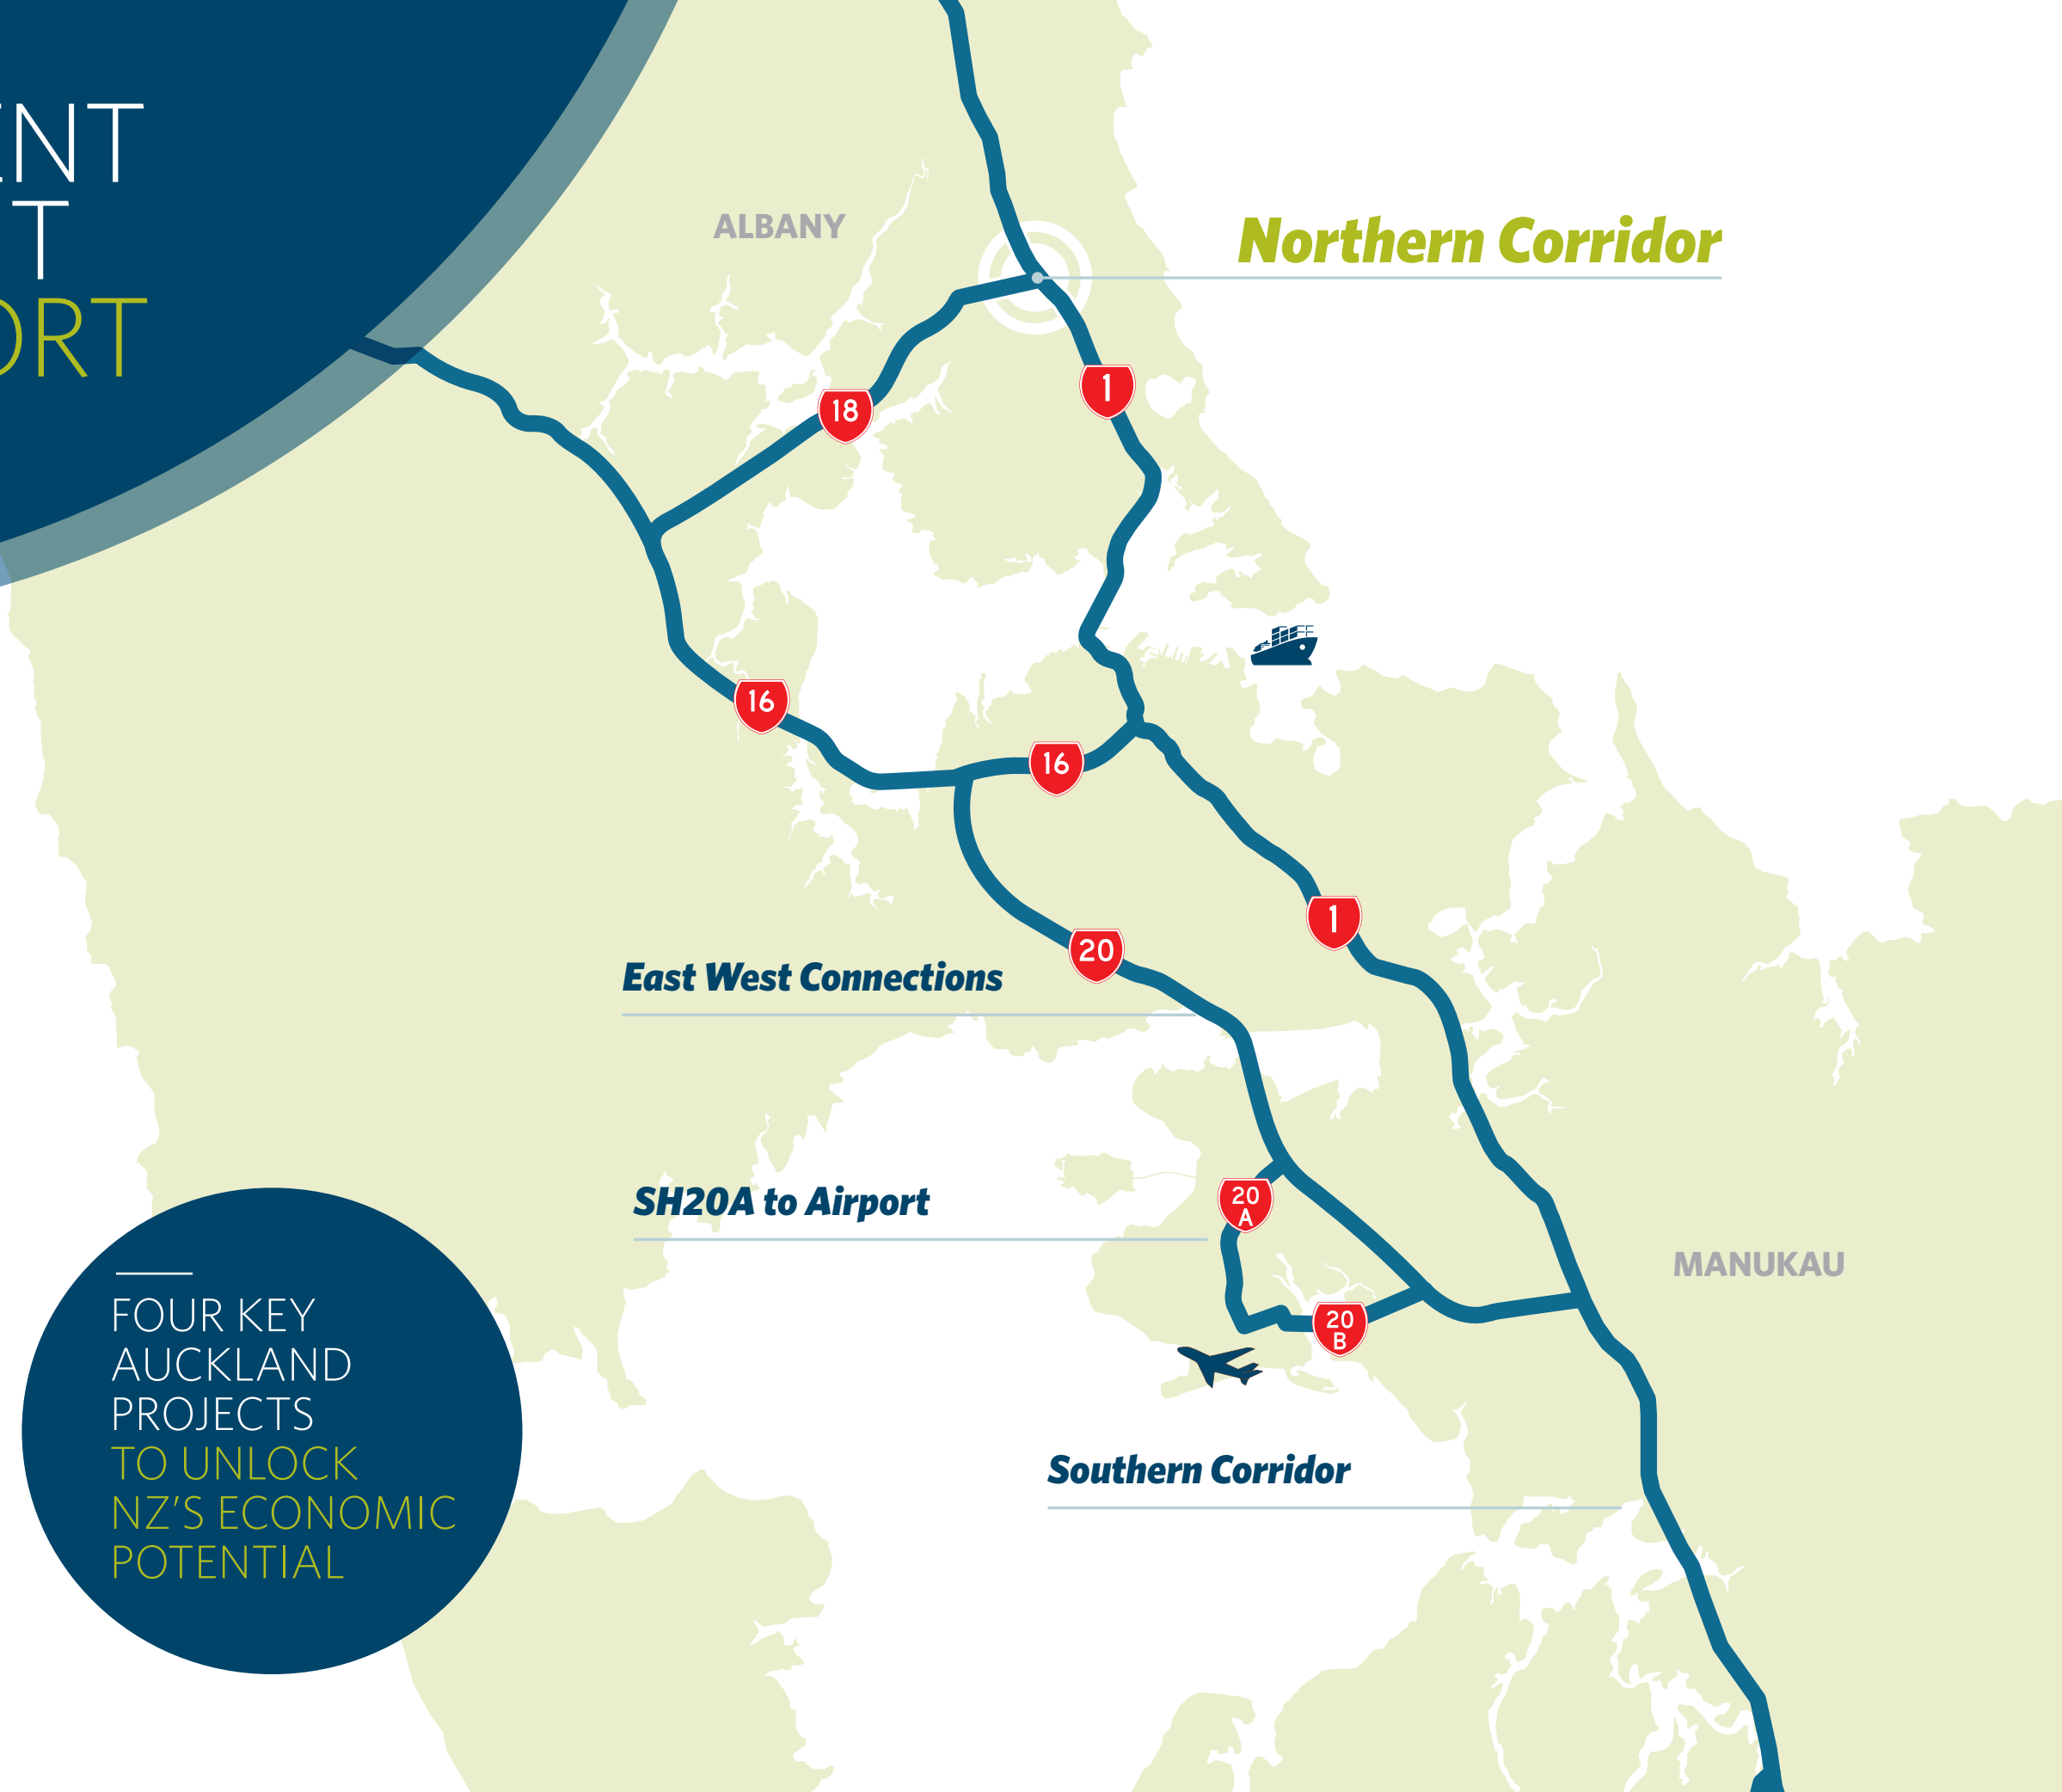 ENT
T
ORT
ALBANY
Northern Corridor
1
18
16
16
1
20
East West Connections
SH20A to Airport
20
A
MANUKAU
20
B
Southern Corridor
FOUR KEY
AUCKLAND
PROJECTS
TO UNLOCK
NZ'S ECONOMIC
POTENTIAL